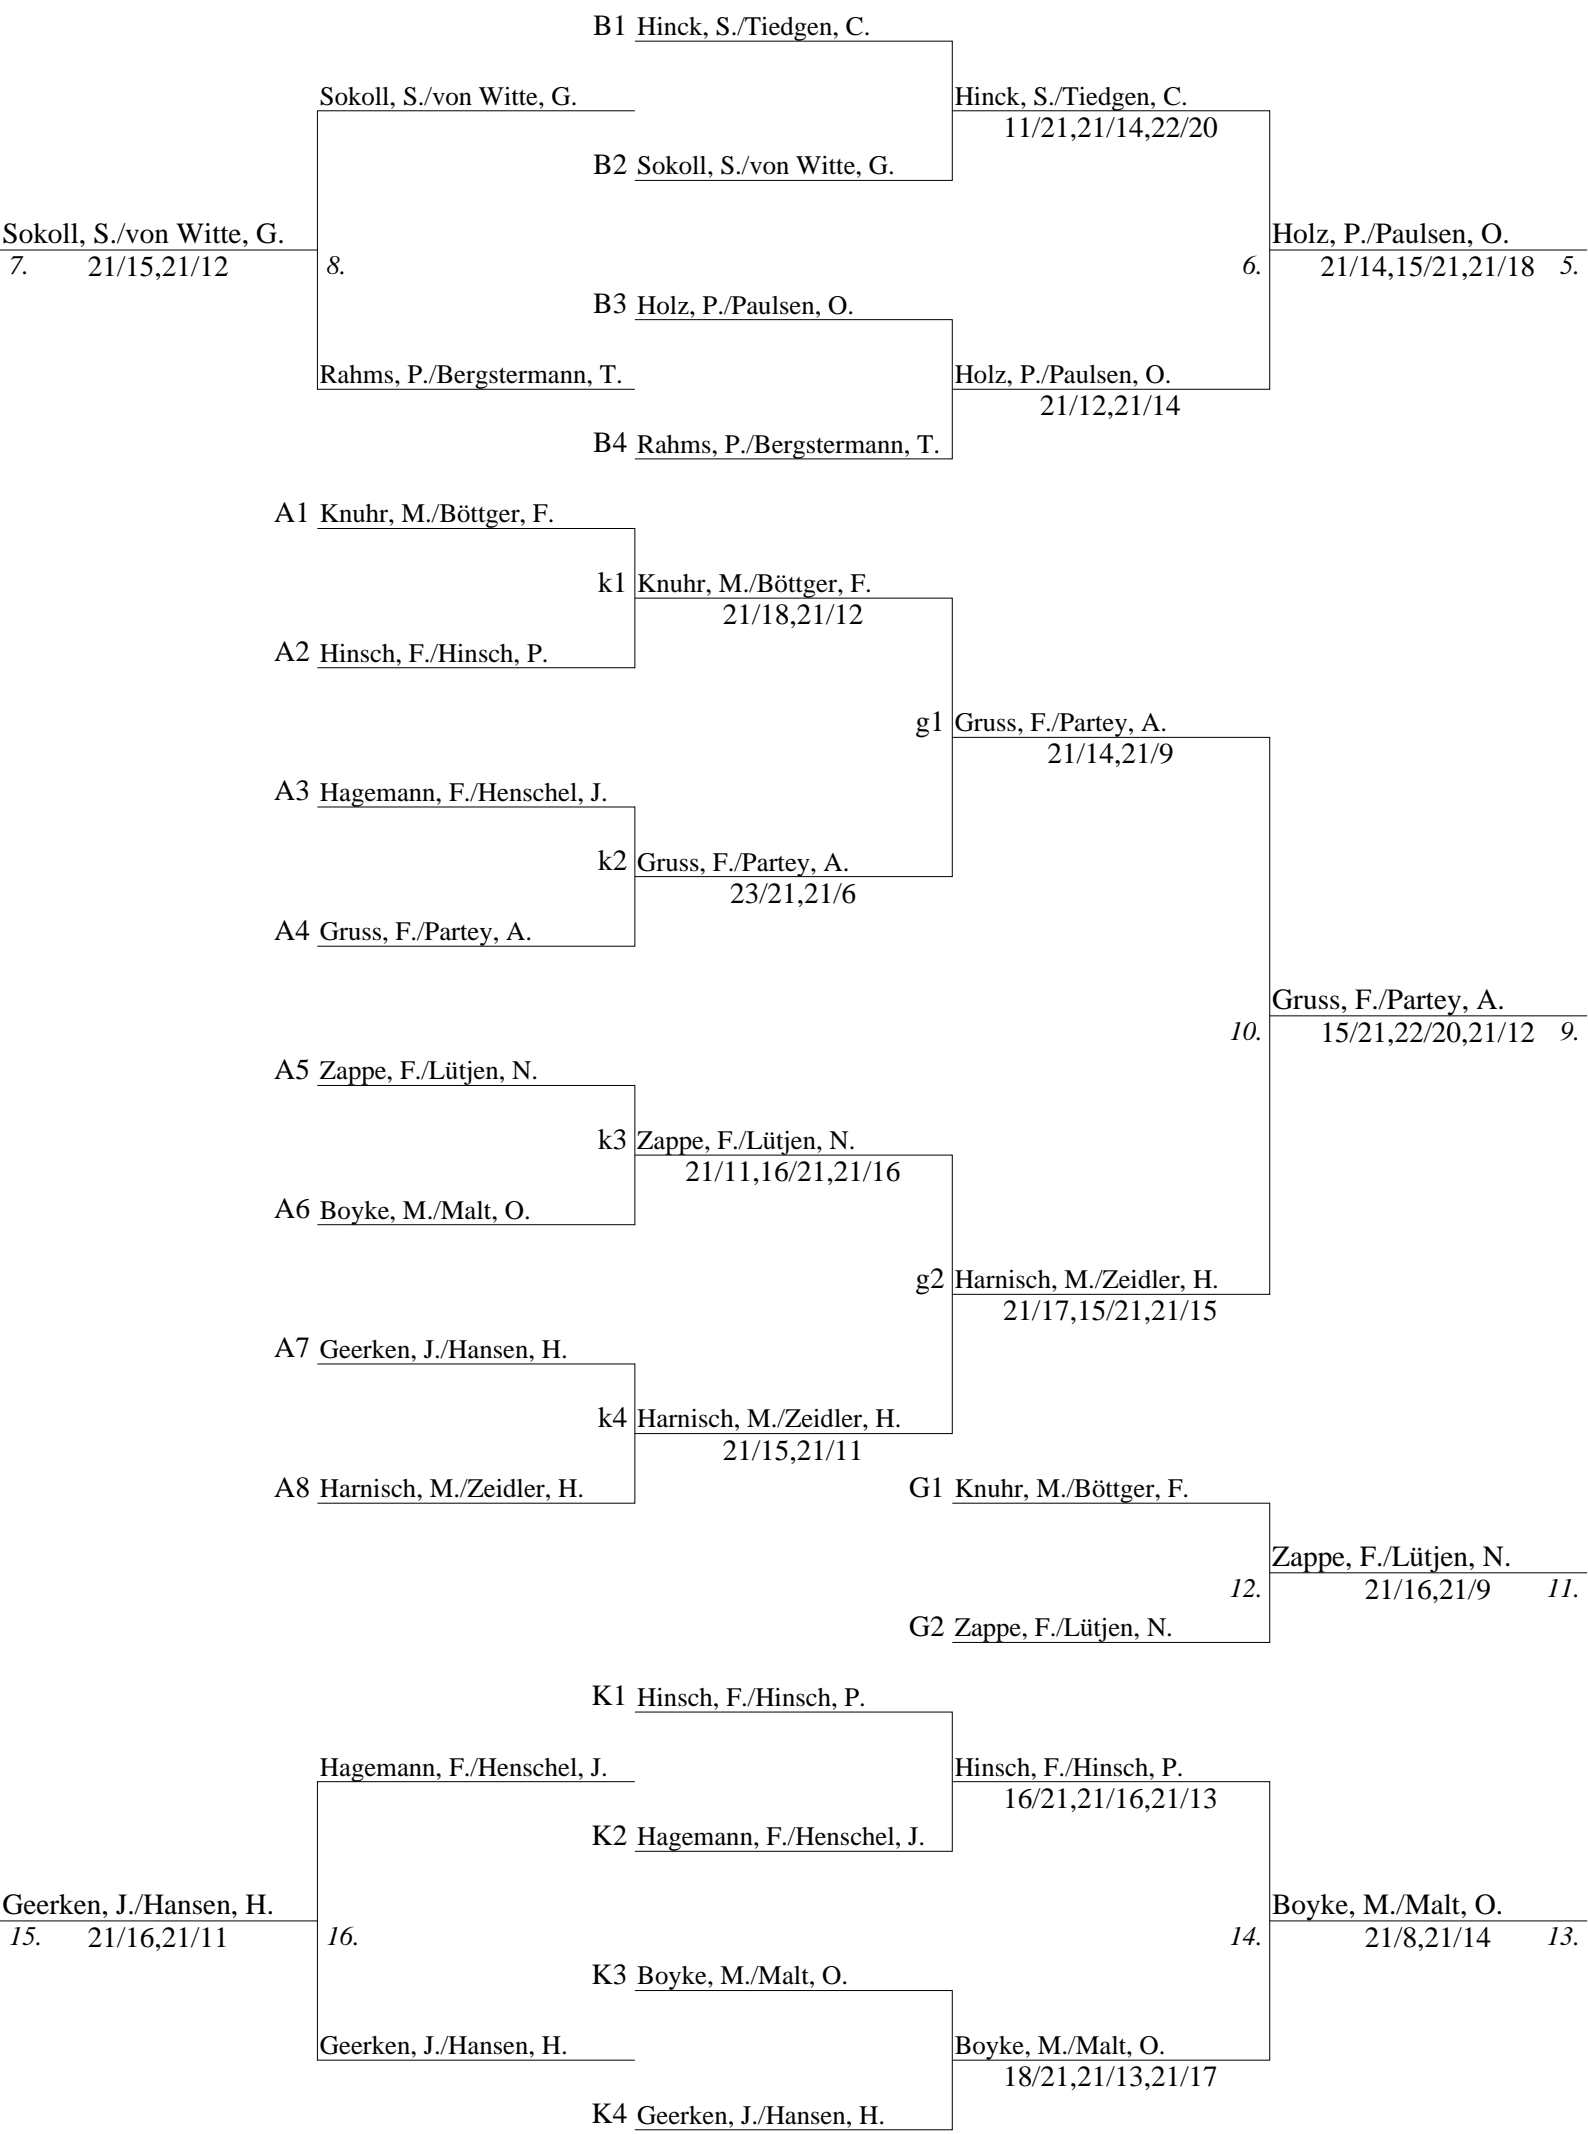 B1 Hinck, S./Tiedgen, C.
Sokoll, S./von Witte, G.
Hinck, S./Tiedgen, C.
11/21,21/14,22/20
B2 Sokoll, S./von Witte, G.
Sokoll, S./von Witte, G.
7. 21/15,21/12
8.
Holz, P./Paulsen, O.
6.
21/14,15/21,21/18 5.
B3 Holz, P./Paulsen, O.
Rahms, P./Bergstermann, T.
Holz, P./Paulsen, O.
21/12,21/14
B4 Rahms, P./Bergstermann, T.
A1 Knuhr, M./Böttger, F.
k1 Knuhr, M./Böttger, F.
21/18,21/12
A2 Hinsch, F./Hinsch, P.
g1 Gruss, F./Partey, A.
21/14,21/9
A3 Hagemann, F./Henschel, J.
k2 Gruss, F./Partey, A.
23/21,21/6
A4 Gruss, F./Partey, A.
Gruss, F./Partey, A.
10.
15/21,22/20,21/12 9.
A5 Zappe, F./Lütjen, N.
k3 Zappe, F./Lütjen, N.
21/11,16/21,21/16
A6 Boyke, M./Malt, O.
g2 Harnisch, M./Zeidler, H.
21/17,15/21,21/15
A7 Geerken, J./Hansen, H.
k4 Harnisch, M./Zeidler, H.
21/15,21/11
A8 Harnisch, M./Zeidler, H.
G1 Knuhr, M./Böttger, F.
Zappe, F./Lütjen, N.
12.
21/16,21/9 11.
G2 Zappe, F./Lütjen, N.
K1 Hinsch, F./Hinsch, P.
Hagemann, F./Henschel, J.
Hinsch, F./Hinsch, P.
16/21,21/16,21/13
K2 Hagemann, F./Henschel, J.
Geerken, J./Hansen, H.
15. 21/16,21/11
16.
Boyke, M./Malt, O.
14.
21/8,21/14 13.
K3 Boyke, M./Malt, O.
Geerken, J./Hansen, H.
Boyke, M./Malt, O.
18/21,21/13,21/17
K4 Geerken, J./Hansen, H.